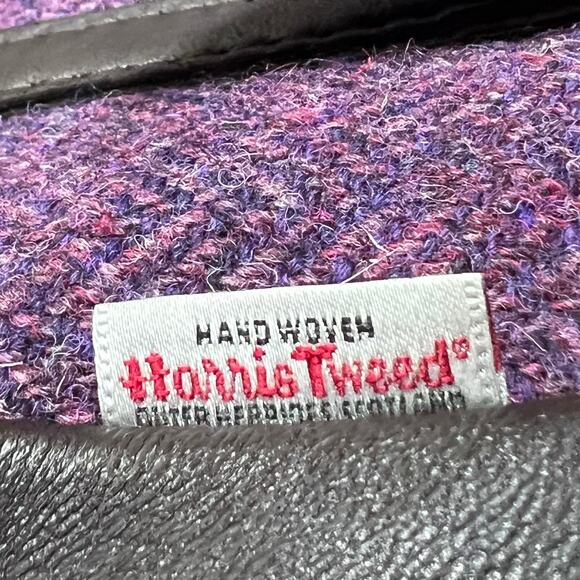 HAND WOVEN
Harris Tweed®
OUTER HEBRIDES SCOTLAND